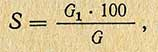 S = G₁ · 100 / G ,